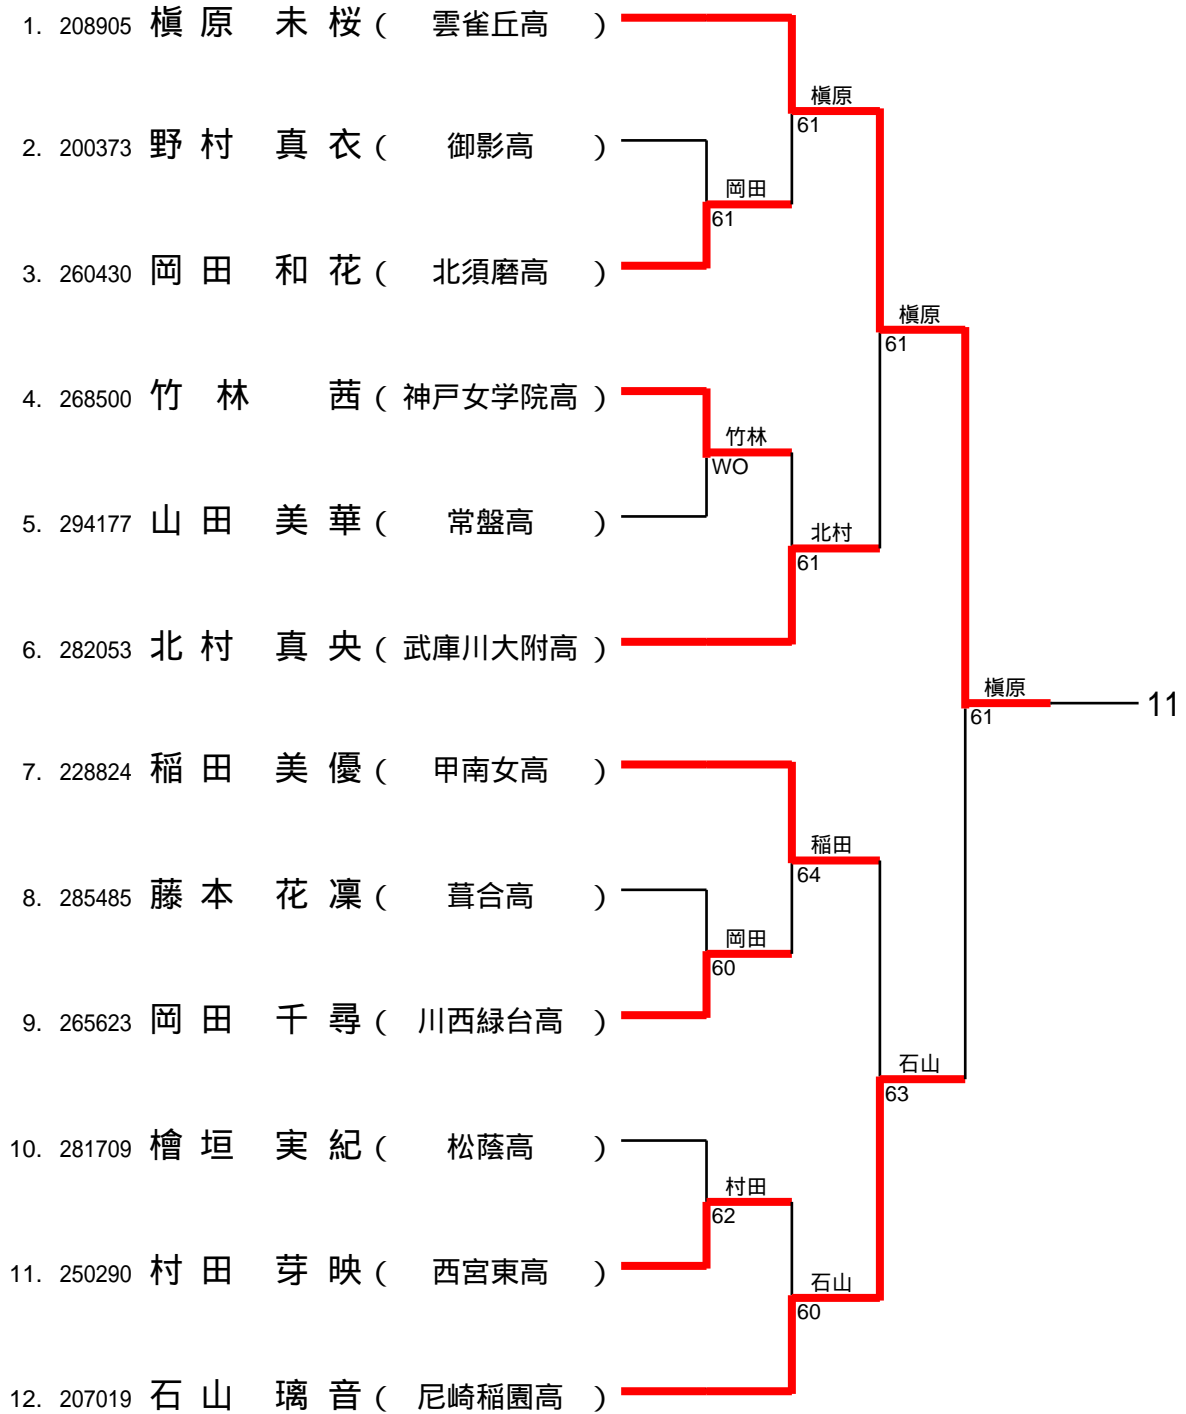 1. 208905 槇原 未桜 ( 雲雀丘高 )
槇原
61
2. 200373 野村 真衣 ( 御影高 )
岡田
61
3. 260430 岡田 和花 ( 北須磨高 )
槇原
61
4. 268500 竹林 茜 ( 神戸女学院高 )
竹林
WO
5. 294177 山田 美華 ( 常盤高 )
北村
61
6. 282053 北村 真央 ( 武庫川大附高 )
槇原
61
11
7. 228824 稲田 美優 ( 甲南女高 )
稲田
64
8. 285485 藤本 花凜 ( 葺合高 )
岡田
60
9. 265623 岡田 千尋 ( 川西緑台高 )
石山
63
10. 281709 檜垣 実紀 ( 松蔭高 )
村田
62
11. 250290 村田 芽映 ( 西宮東高 )
石山
60
12. 207019 石山 璃音 ( 尼崎稲園高 )